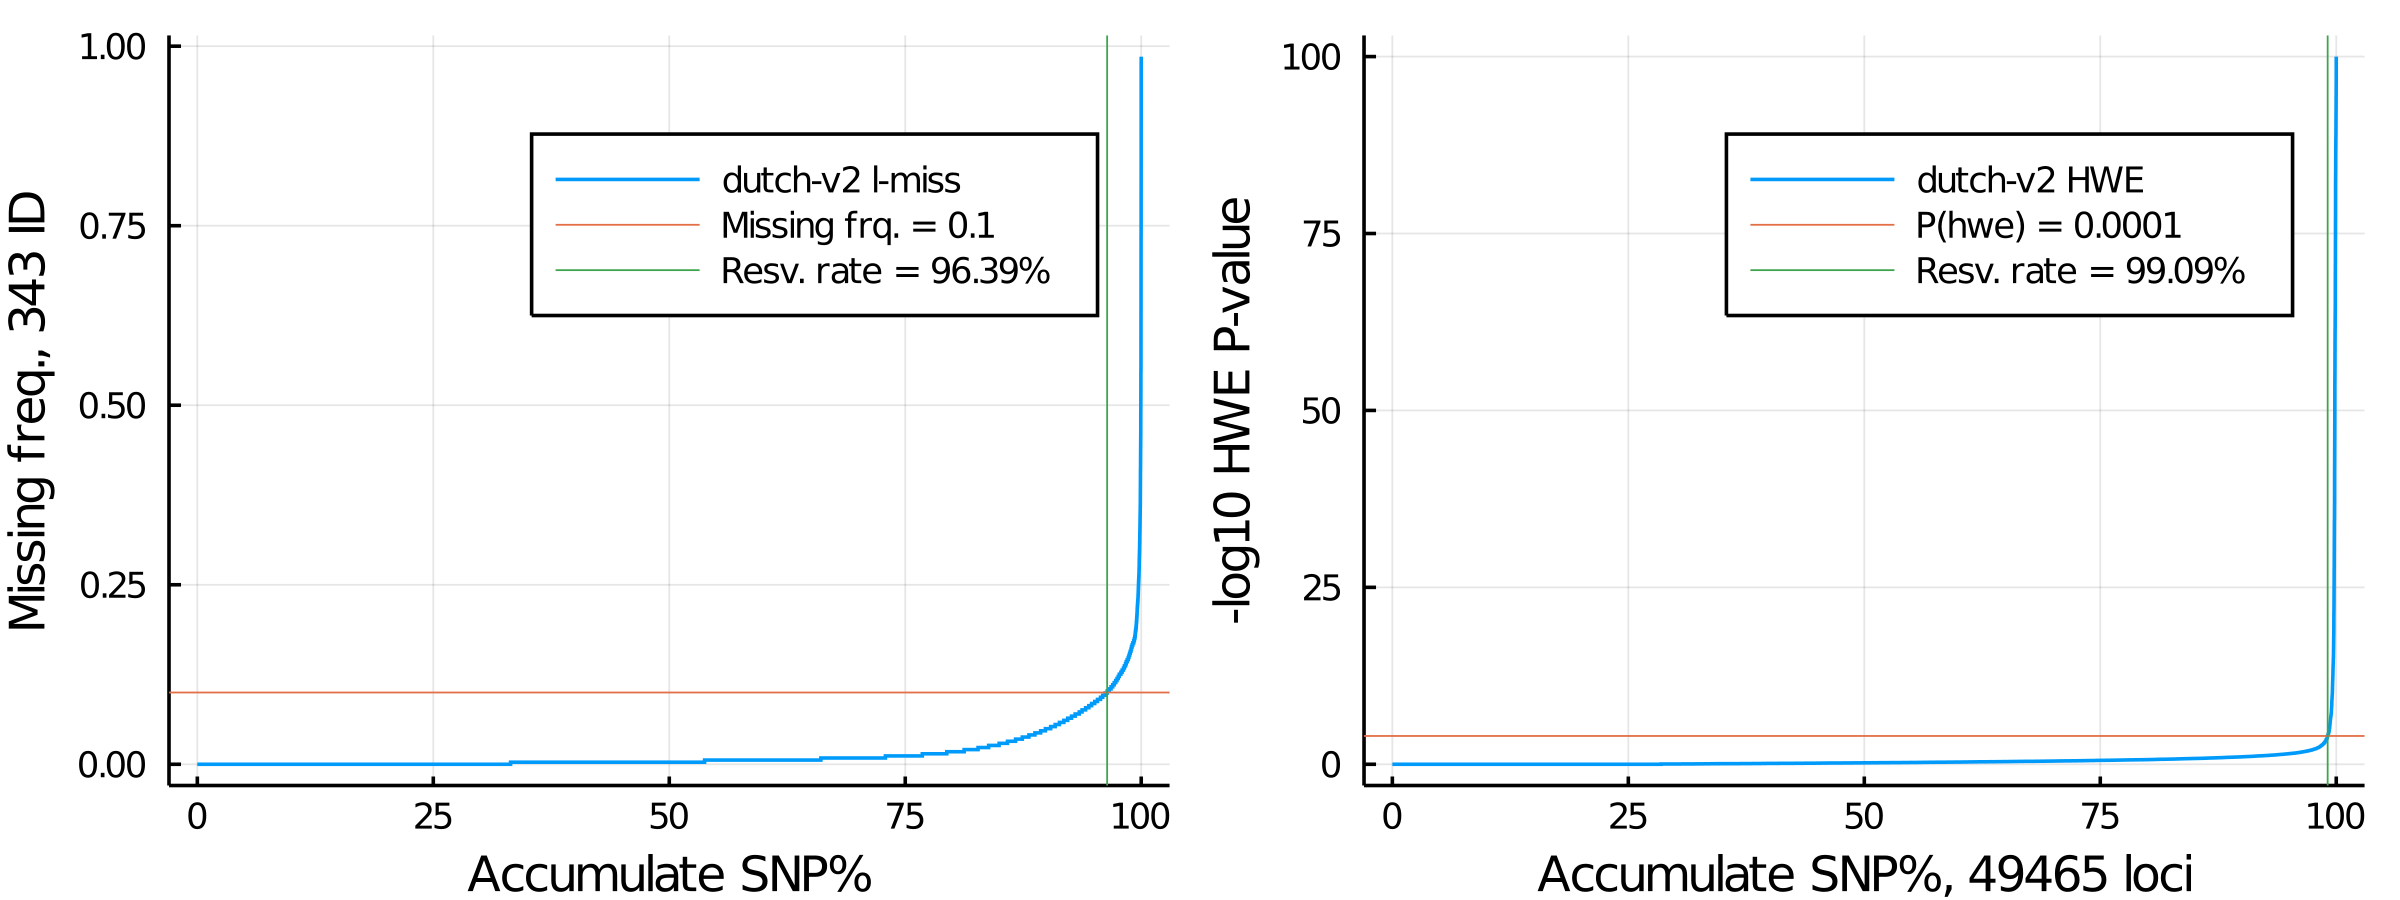 Missing freq., 343 ID
1.00
0.75
0.50
0.25
0.00
dutch-v2 l-miss
Missing frq. = 0.1
Resv. rate = 96.39%
0 25 50 75 100
Accumulate SNP%
-log10 HWE P-value
100
75
50
25
0
dutch-v2 HWE
P(hwe) = 0.0001
Resv. rate = 99.09%
0 25 50 75 100
Accumulate SNP%, 49465 loci